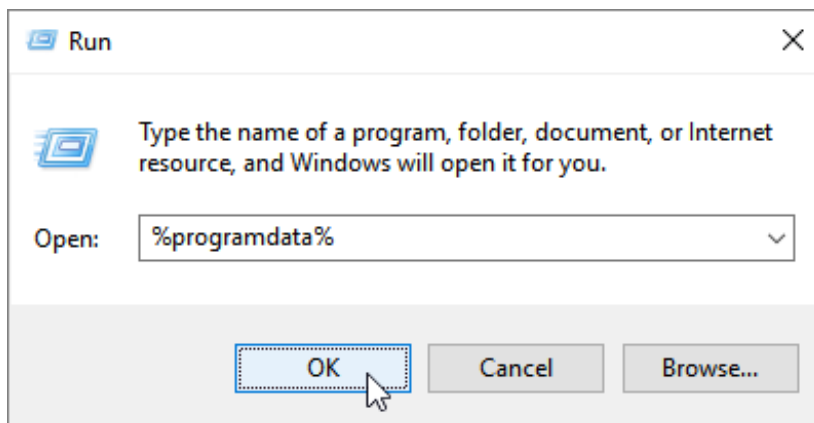 Run
Type the name of a program, folder, document, or Internet
resource, and Windows will open it for you.
Open: %programdata%
OK Cancel Browse...